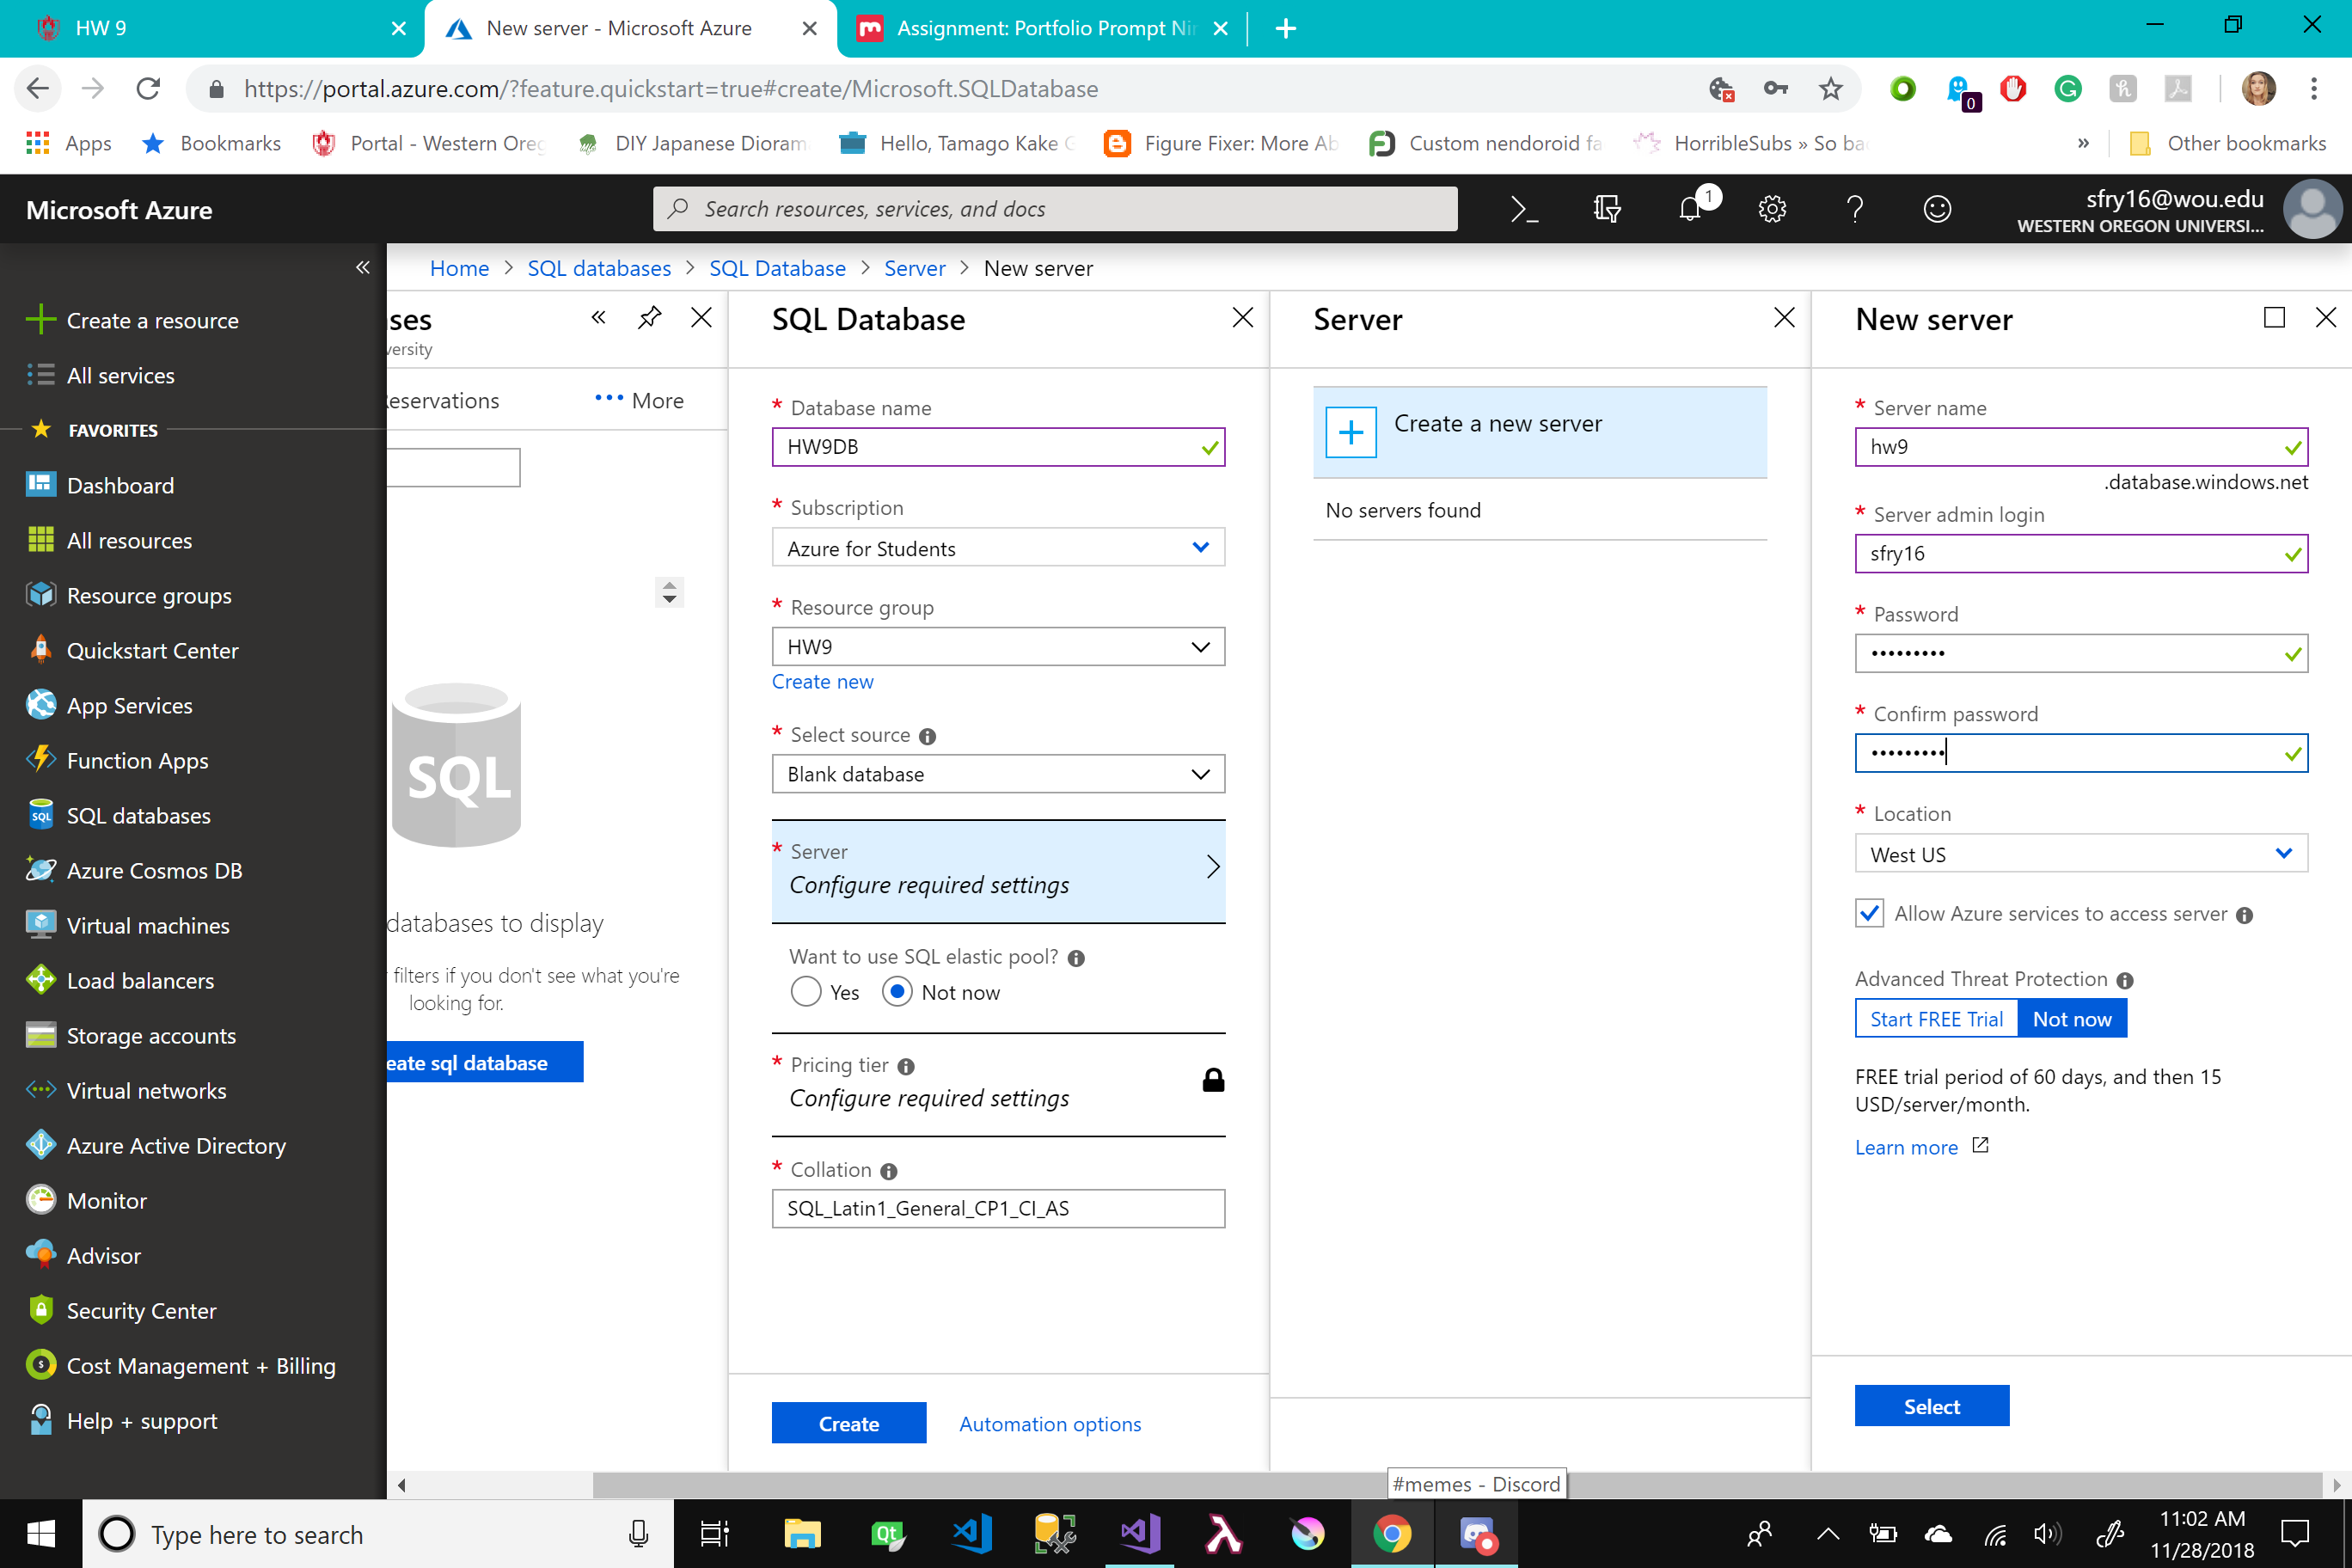 HW 9
New server - Microsoft Azure
Assignment: Portfolio Prompt Nin
https://portal.azure.com/?feature.quickstart=true#create/Microsoft.SQLDatabase
0
Apps
Bookmarks
Portal - Western Oreg
DIY Japanese Dioram
Hello, Tamago Kake G
Figure Fixer: More Ab
Custom nendoroid fa
HorribleSubs » So ba
»
Other bookmarks
Microsoft Azure
Search resources, services, and docs
1
sfry16@wou.edu
WESTERN OREGON UNIVERSI...
Home > SQL databases > SQL Database > Server > New server
Create a resource
All services
FAVORITES
Dashboard
All resources
Resource groups
Quickstart Center
App Services
Function Apps
SQL databases
Azure Cosmos DB
Virtual machines
Load balancers
Storage accounts
Virtual networks
Azure Active Directory
Monitor
Advisor
Security Center
Cost Management + Billing
Help + support
ses
versity
eservations
••• More
SQL
databases to display
filters if you don't see what you're
looking for.
eate sql database
SQL Database
* Database name
HW9DB
* Subscription
Azure for Students
* Resource group
HW9
Create new
* Select source
Blank database
* Server
Configure required settings
Want to use SQL elastic pool?
Yes
Not now
* Pricing tier
Configure required settings
* Collation
SQL_Latin1_General_CP1_CI_AS
Create
Automation options
Server
Create a new server
No servers found
New server
* Server name
hw9
.database.windows.net
* Server admin login
sfry16
* Password
•••••••••
* Confirm password
•••••••••
* Location
West US
Allow Azure services to access server
Advanced Threat Protection
Start FREE Trial
Not now
FREE trial period of 60 days, and then 15
USD/server/month.
Learn more
Select
#memes - Discord
Type here to search
Qt
11:02 AM
11/28/2018